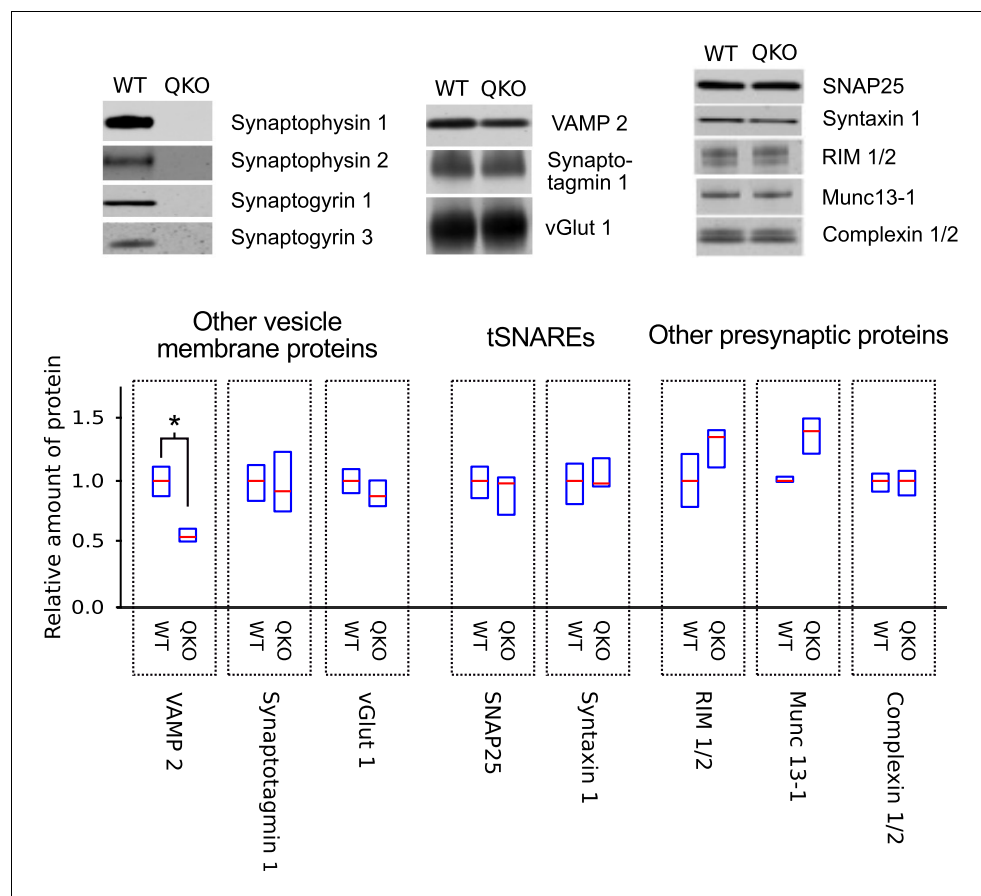 WT QKO
Synaptophysin 1
Synaptophysin 2
Synaptogyrin 1
Synaptogyrin 3
WT QKO
VAMP 2
Synapto-
tagmin 1
vGlut 1
WT QKO
SNAP25
Syntaxin 1
RIM 1/2
Munc13-1
Complexin 1/2
Other vesicle
membrane proteins
tSNAREs
Other presynaptic proteins
Relative amount of protein
1.5
1.0
0.5
0.0
*
WT QKO
WT QKO
WT QKO
WT QKO
WT QKO
WT QKO
WT QKO
WT QKO
VAMP 2
Synaptotagmin 1
vGlut 1
SNAP25
Syntaxin 1
RIM 1/2
Munc 13-1
Complexin 1/2